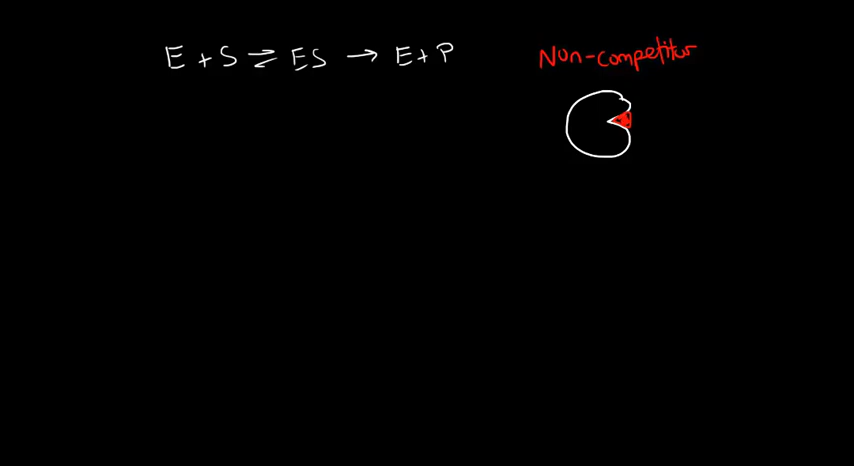 E + S ⇌ ES → E + P
Non-competitor